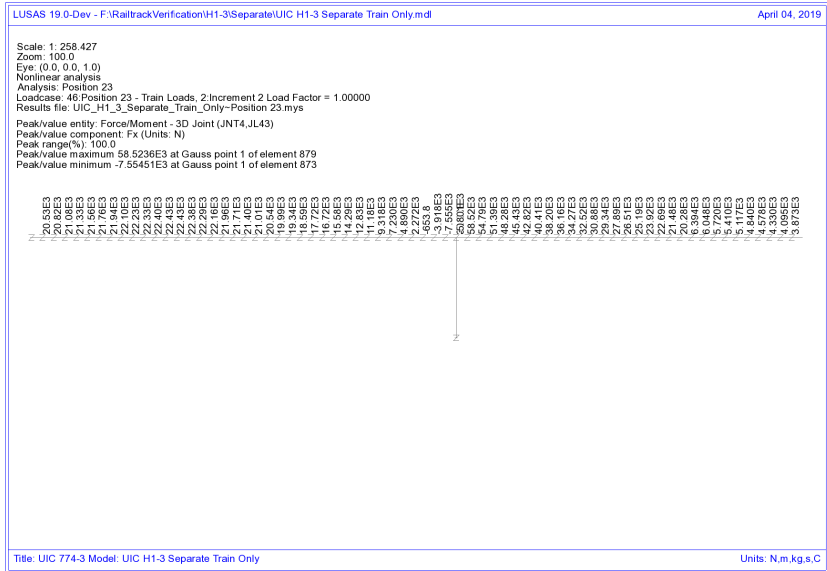 LUSAS 19.0-Dev - F:\RailtrackVerification\H1-3\Separate\UIC H1-3 Separate Train Only.mdl
April 04, 2019
Scale: 1: 258.427
Zoom: 100.0
Eye: (0.0, 0.0, 1.0)
Nonlinear analysis
Analysis: Position 23
Loadcase: 46:Position 23 - Train Loads, 2:Increment 2 Load Factor = 1.00000
Results file: UIC_H1_3_Separate_Train_Only~Position 23.mys
Peak/value entity: Force/Moment - 3D Joint (JNT4,JL43)
Peak/value component: Fx (Units: N)
Peak range(%): 100.0
Peak/value maximum 58.5236E3 at Gauss point 1 of element 879
Peak/value minimum -7.55451E3 at Gauss point 1 of element 873
20.53E3
20.82E3
21.08E3
21.33E3
21.56E3
21.76E3
21.94E3
22.10E3
22.23E3
22.33E3
22.40E3
22.43E3
22.43E3
22.38E3
22.29E3
22.16E3
21.96E3
21.71E3
21.40E3
21.01E3
20.54E3
19.99E3
19.34E3
18.59E3
17.72E3
16.72E3
15.58E3
14.29E3
12.83E3
11.18E3
9.318E3
7.230E3
4.890E3
2.272E3
-653.8
-3.918E3
-7.555E3
58.52E3
54.79E3
51.39E3
48.28E3
45.43E3
42.82E3
40.41E3
38.20E3
36.16E3
34.27E3
32.52E3
30.88E3
29.34E3
27.89E3
26.51E3
25.19E3
23.92E3
22.69E3
21.48E3
20.28E3
6.394E3
6.048E3
5.720E3
5.410E3
5.117E3
4.840E3
4.578E3
4.330E3
4.095E3
3.873E3
Title: UIC 774-3 Model: UIC H1-3 Separate Train Only
Units: N,m,kg,s,C